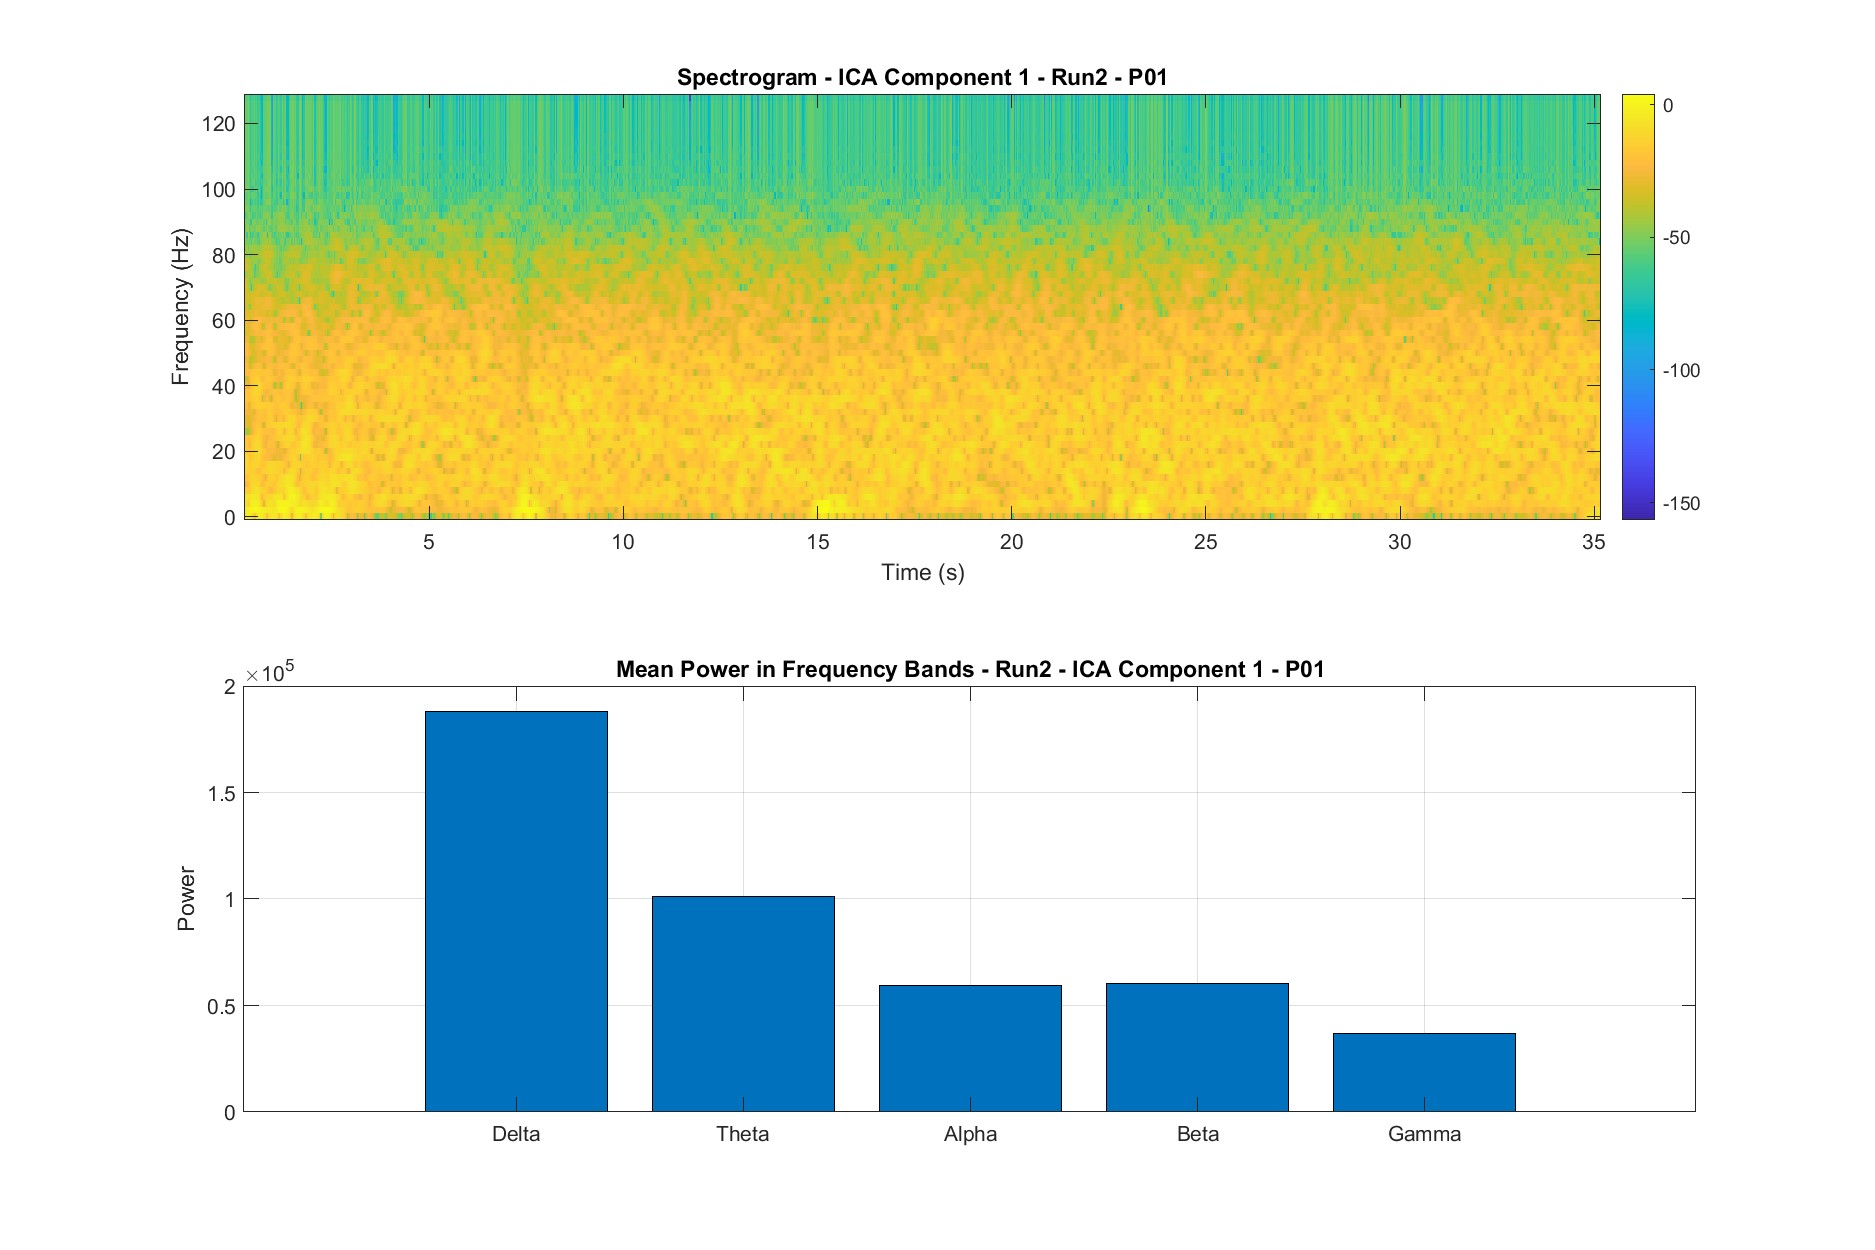 Spectrogram - ICA Component 1 - Run2 - P01
Frequency (Hz)
120
100
80
60
40
20
0
5
10
15
20
25
30
35
Time (s)
0
-50
-100
-150
Mean Power in Frequency Bands - Run2 - ICA Component 1 - P01
×10⁵
Power
2
1.5
1
0.5
0
Delta
Theta
Alpha
Beta
Gamma